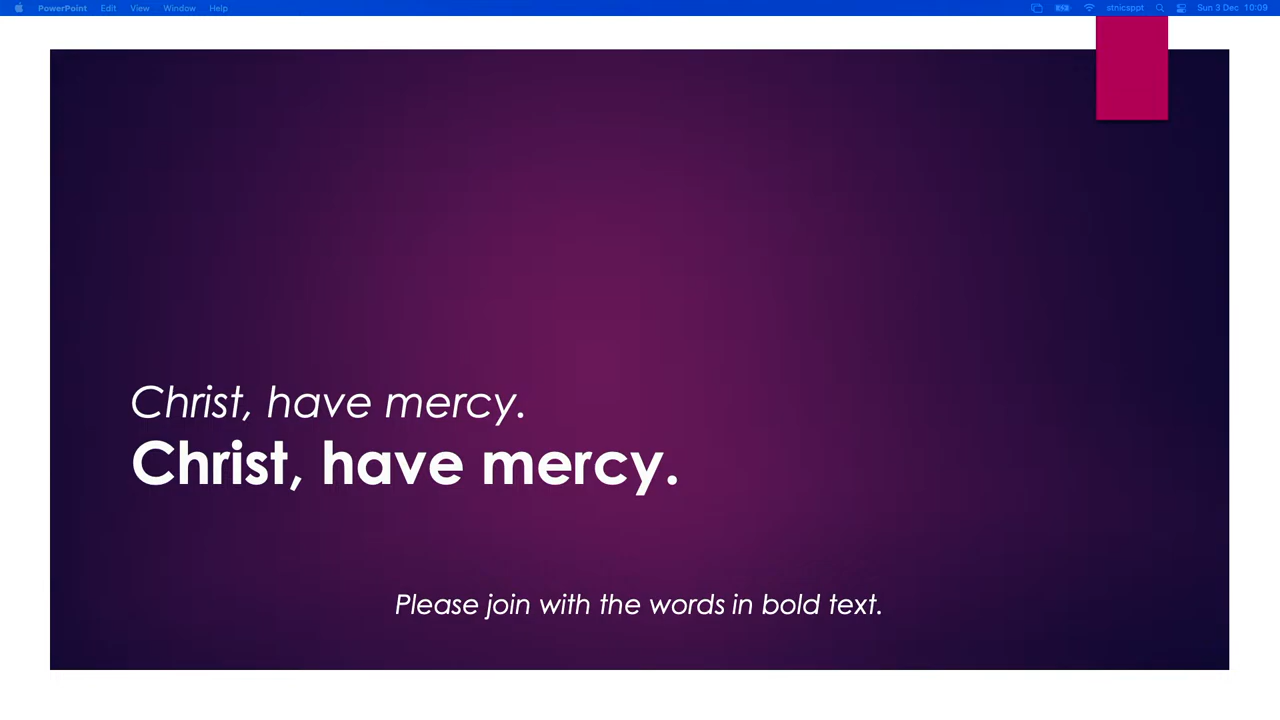 PowerPoint Edit View Window Help stnicsppt Sun 3 Dec 10:09
Christ, have mercy.
Christ, have mercy.
Please join with the words in bold text.